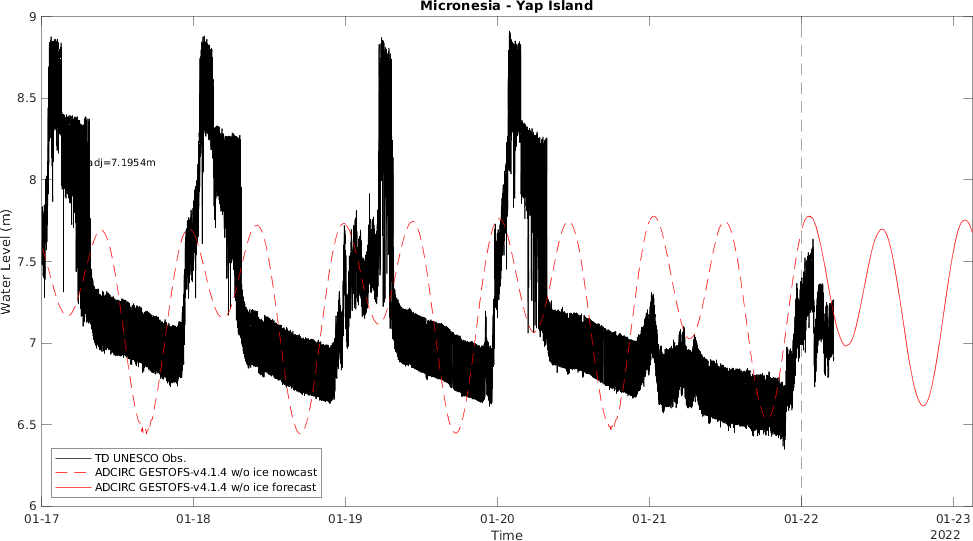 Micronesia - Yap Island
9
8.5
8
7.5
7
6.5
6
Water Level (m)
adj=7.1954m
TD UNESCO Obs.
ADCIRC GESTOFS-v4.1.4 w/o ice nowcast
ADCIRC GESTOFS-v4.1.4 w/o ice forecast
01-17
01-18
01-19
01-20
01-21
01-22
01-23
Time
2022